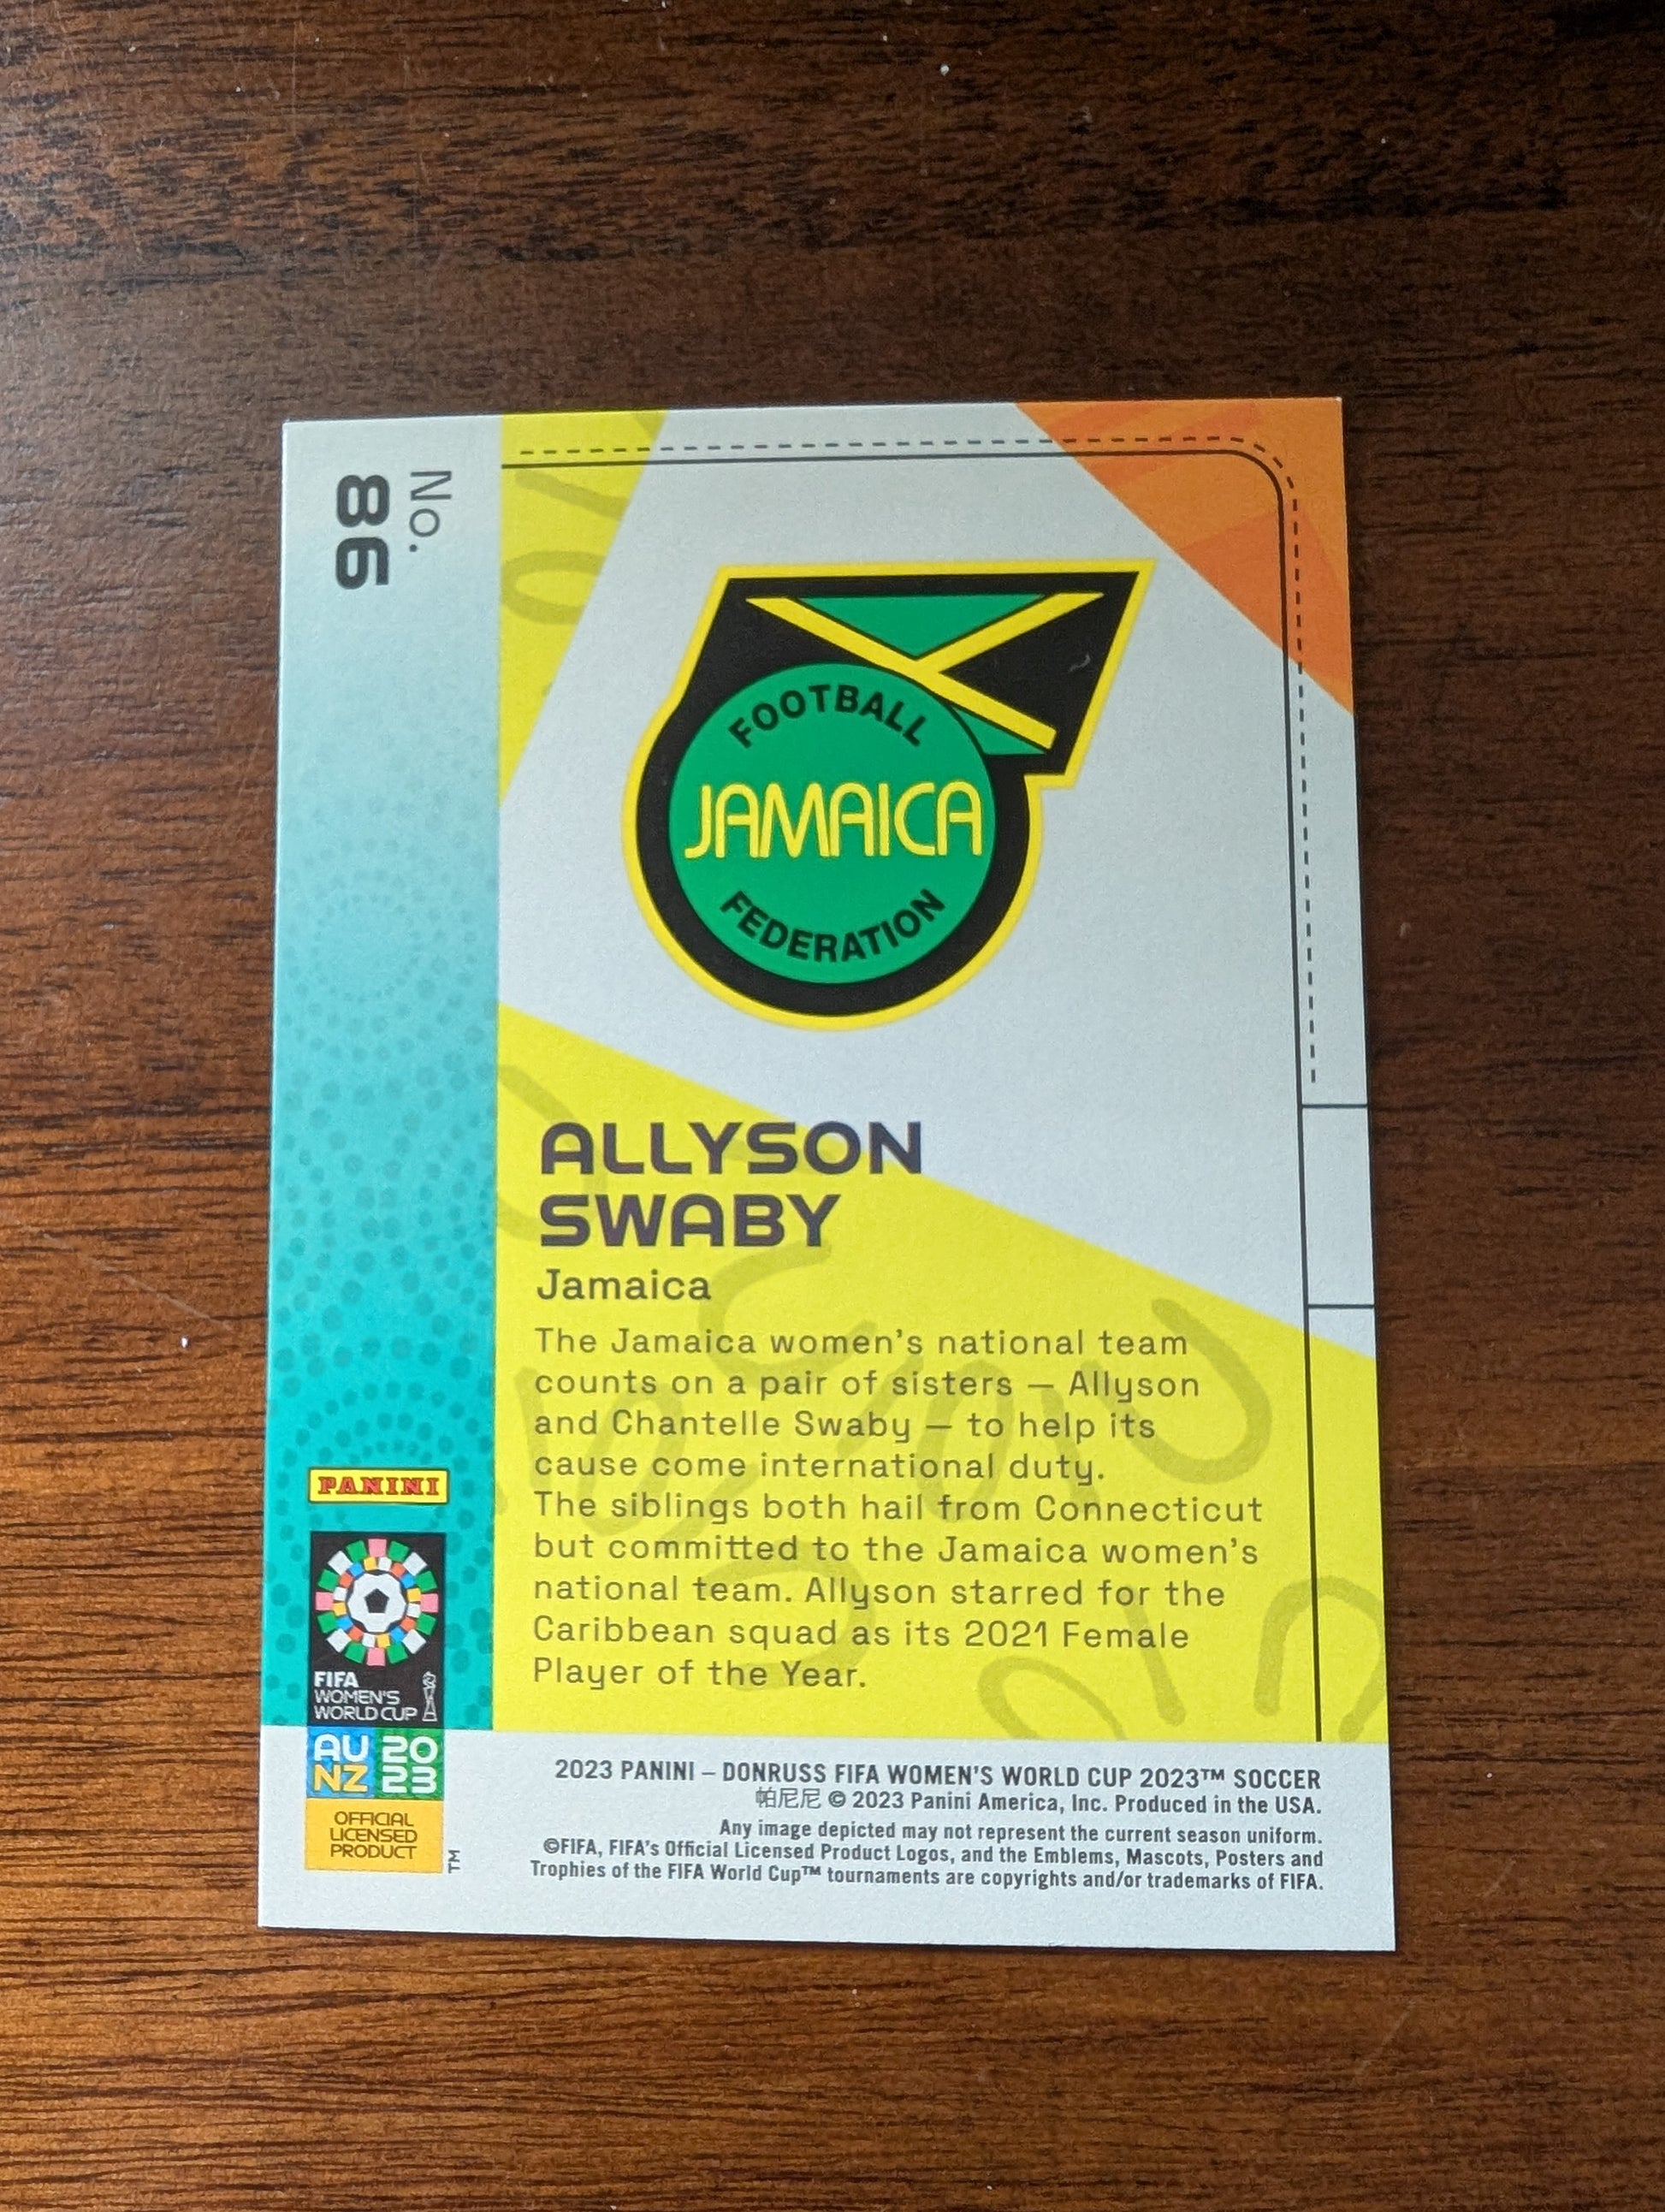 No.
86
FOOTBALL
JAMAICA
FEDERATION
ALLYSON
SWABY
Jamaica
The Jamaica women's national team
counts on a pair of sisters — Allyson
and Chantelle Swaby — to help its
cause come international duty.
The siblings both hail from Connecticut
but committed to the Jamaica women's
national team. Allyson starred for the
Caribbean squad as its 2021 Female
Player of the Year.
PANINI
FIFA
WOMEN'S
WORLD CUP
AU 20
NZ 23
OFFICIAL
LICENSED
PRODUCT
TM
2023 PANINI – DONRUSS FIFA WOMEN'S WORLD CUP 2023™ SOCCER
帕尼尼 © 2023 Panini America, Inc. Produced in the USA.
Any image depicted may not represent the current season uniform.
©FIFA, FIFA's Official Licensed Product Logos, and the Emblems, Mascots, Posters and
Trophies of the FIFA World Cup™ tournaments are copyrights and/or trademarks of FIFA.